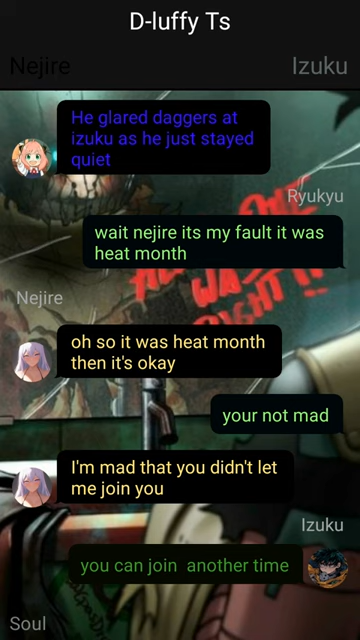 D-luffy Ts
Nejire
Izuku
He glared daggers at
izuku as he just stayed
quiet
Ryukyu
wait nejire its my fault it was
heat month
Nejire
oh so it was heat month
then it's okay
your not mad
I'm mad that you didn't let
me join you
Izuku
you can join another time
Soul